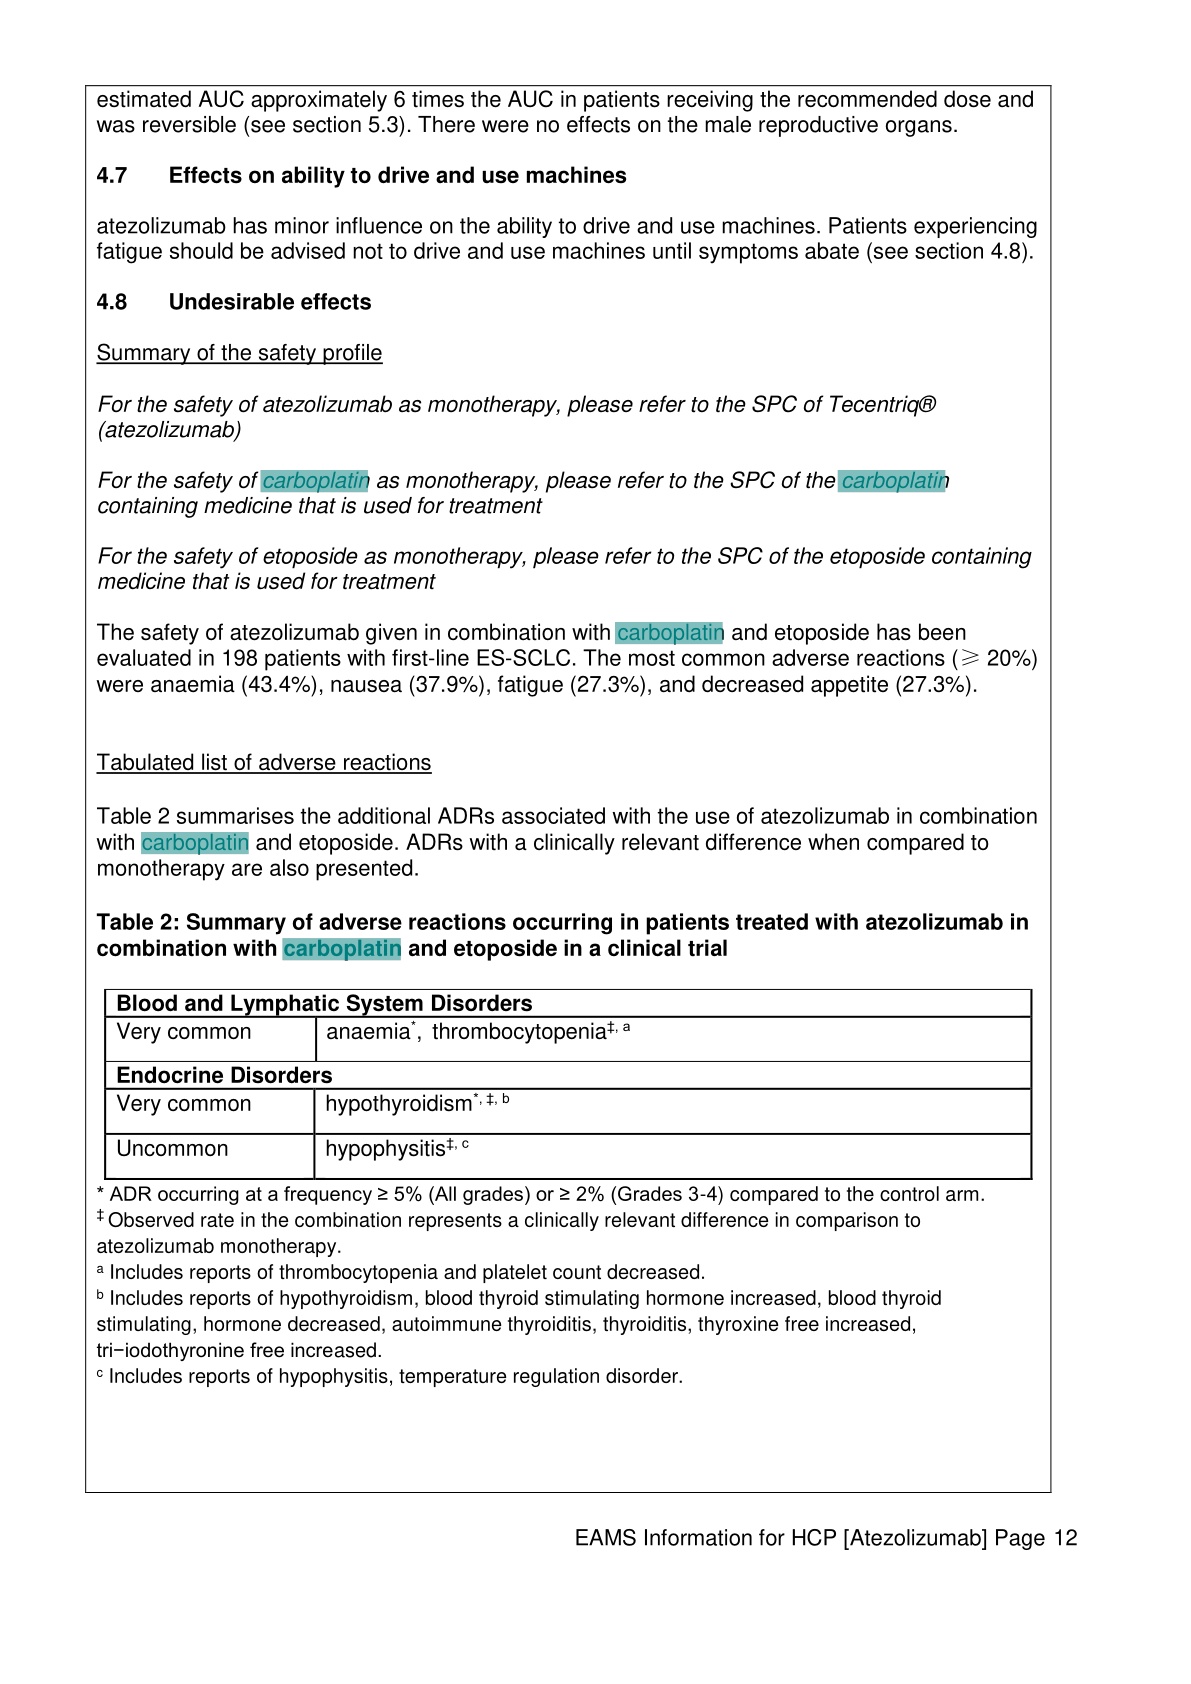 estimated AUC approximately 6 times the AUC in patients receiving the recommended dose and
was reversible (see section 5.3). There were no effects on the male reproductive organs.
4.7 Effects on ability to drive and use machines
atezolizumab has minor influence on the ability to drive and use machines. Patients experiencing
fatigue should be advised not to drive and use machines until symptoms abate (see section 4.8).
4.8 Undesirable effects
Summary of the safety profile
For the safety of atezolizumab as monotherapy, please refer to the SPC of Tecentriq®
(atezolizumab)
For the safety of carboplatin as monotherapy, please refer to the SPC of the carboplatin
containing medicine that is used for treatment
For the safety of etoposide as monotherapy, please refer to the SPC of the etoposide containing
medicine that is used for treatment
The safety of atezolizumab given in combination with carboplatin and etoposide has been
evaluated in 198 patients with first-line ES-SCLC. The most common adverse reactions (⩾ 20%)
were anaemia (43.4%), nausea (37.9%), fatigue (27.3%), and decreased appetite (27.3%).
Tabulated list of adverse reactions
Table 2 summarises the additional ADRs associated with the use of atezolizumab in combination
with carboplatin and etoposide. ADRs with a clinically relevant difference when compared to
monotherapy are also presented.
Table 2: Summary of adverse reactions occurring in patients treated with atezolizumab in
combination with carboplatin and etoposide in a clinical trial
Blood and Lymphatic System Disorders
Very common anaemia*, thrombocytopenia‡, a
Endocrine Disorders
Very common hypothyroidism*, ‡, b
Uncommon hypophysitis‡, c
* ADR occurring at a frequency ≥ 5% (All grades) or ≥ 2% (Grades 3-4) compared to the control arm.
‡ Observed rate in the combination represents a clinically relevant difference in comparison to
atezolizumab monotherapy.
a Includes reports of thrombocytopenia and platelet count decreased.
b Includes reports of hypothyroidism, blood thyroid stimulating hormone increased, blood thyroid
stimulating, hormone decreased, autoimmune thyroiditis, thyroiditis, thyroxine free increased,
tri−iodothyronine free increased.
c Includes reports of hypophysitis, temperature regulation disorder.
EAMS Information for HCP [Atezolizumab] Page 12